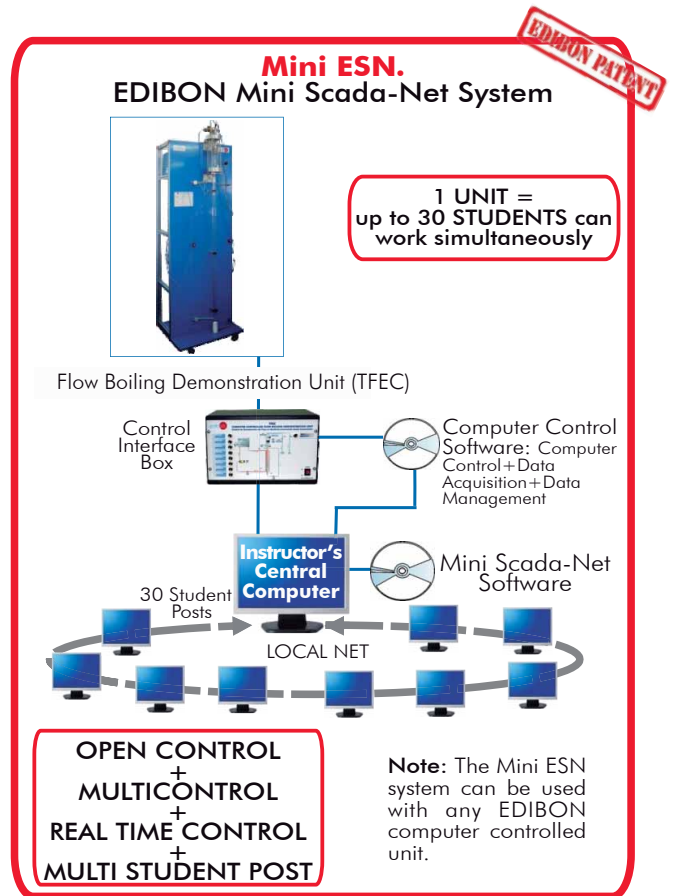 EDIBON PATENT
Mini ESN.
EDIBON Mini Scada-Net System
1 UNIT =
up to 30 STUDENTS can
work simultaneously
Flow Boiling Demonstration Unit (TFEC)
Control
Interface
Box
Computer Control
Software: Computer
Control+Data
Acquisition+Data
Management
Instructor's
Central
Computer
Mini Scada-Net
Software
30 Student
Posts
LOCAL NET
OPEN CONTROL
+
MULTICONTROL
+
REAL TIME CONTROL
+
MULTI STUDENT POST
Note: The Mini ESN
system can be used
with any EDIBON
computer controlled
unit.